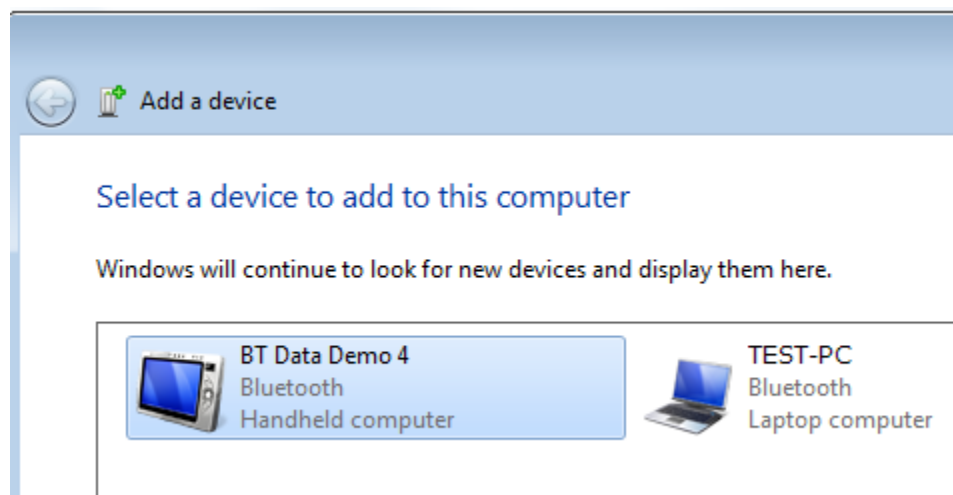 Add a device
Select a device to add to this computer
Windows will continue to look for new devices and display them here.
BT Data Demo 4
Bluetooth
Handheld computer
TEST-PC
Bluetooth
Laptop computer